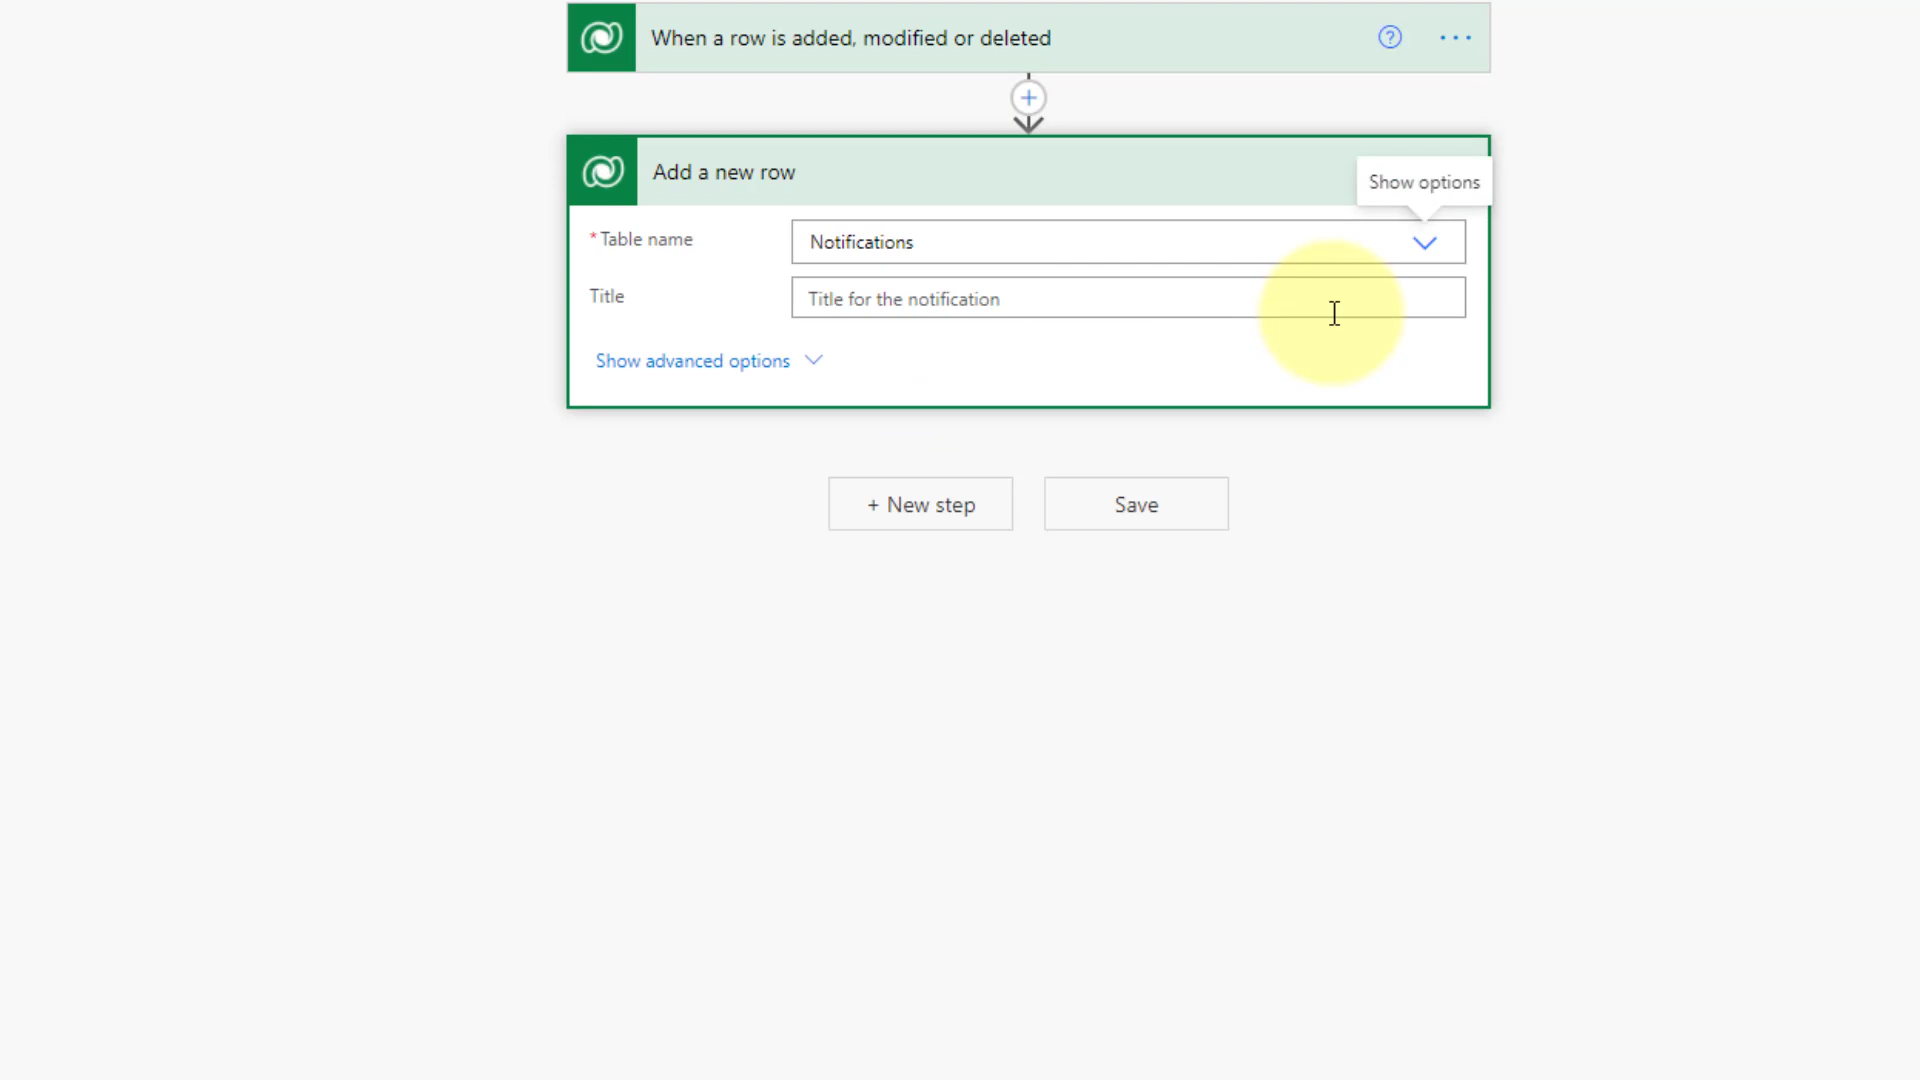 When a row is added, modified or deleted
Add a new row
Show options
*Table name
Notifications
Title
Title for the notification
Show advanced options
+ New step
Save